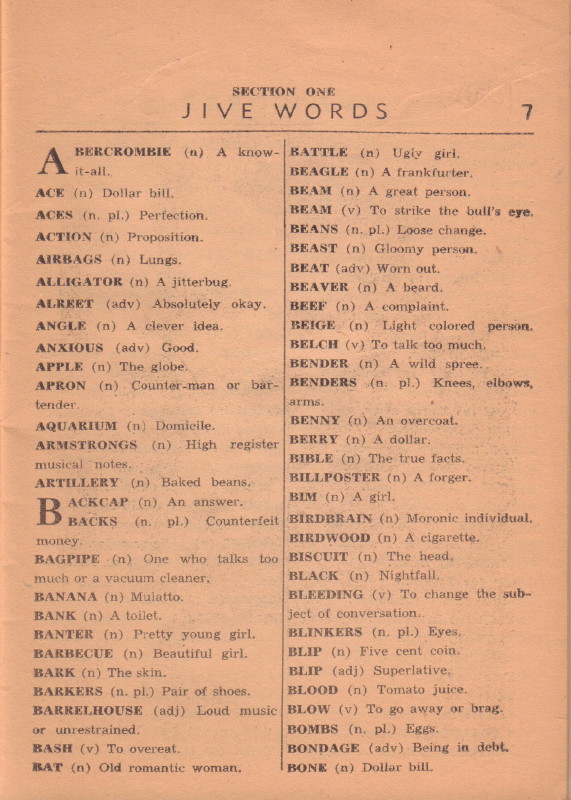 SECTION ONE
JIVE WORDS 7
ABERCROMBIE (n) A know-
it-all.
ACE (n) Dollar bill.
ACES (n. pl.) Perfection.
ACTION (n) Proposition.
AIRBAGS (n) Lungs.
ALLIGATOR (n) A jitterbug.
ALREET (adv) Absolutely okay.
ANGLE (n) A clever idea.
ANXIOUS (adv) Good.
APPLE (n) The globe.
APRON (n) Counter-man or bar-
tender.
AQUARIUM (n) Domicile.
ARMSTRONGS (n) High register
musical notes.
ARTILLERY (n) Baked beans.
BACKCAP (n) An answer.
BACKS (n. pl.) Counterfeit
money.
BAGPIPE (n) One who talks too
much or a vacuum cleaner.
BANANA (n) Mulatto.
BANK (n) A toilet.
BANTER (n) Pretty young girl.
BARBECUE (n) Beautiful girl.
BARK (n) The skin.
BARKERS (n. pl.) Pair of shoes.
BARRELHOUSE (adj) Loud music
or unrestrained.
BASH (v) To overeat.
BAT (n) Old romantic woman.
BATTLE (n) Ugly girl.
BEAGLE (n) A frankfurter.
BEAM (n) A great person.
BEAM (v) To strike the bull's eye.
BEANS (n. pl.) Loose change.
BEAST (n) Gloomy person.
BEAT (adv) Worn out.
BEAVER (n) A beard.
BEEF (n) A complaint.
BEIGE (n) Light colored person.
BELCH (v) To talk too much.
BENDER (n) A wild spree.
BENDERS (n. pl.) Knees, elbows,
arms.
BENNY (n) An overcoat.
BERRY (n) A dollar.
BIBLE (n) The true facts.
BILLPOSTER (n) A forger.
BIM (n) A girl.
BIRDBRAIN (n) Moronic individual.
BIRDWOOD (n) A cigarette.
BISCUIT (n) The head.
BLACK (n) Nightfall.
BLEEDING (v) To change the sub-
ject of conversation.
BLINKERS (n. pl.) Eyes.
BLIP (n) Five cent coin.
BLIP (adj) Superlative.
BLOOD (n) Tomato juice.
BLOW (v) To go away or brag.
BOMBS (n. pl.) Eggs.
BONDAGE (adv) Being in debt.
BONE (n) Dollar bill.